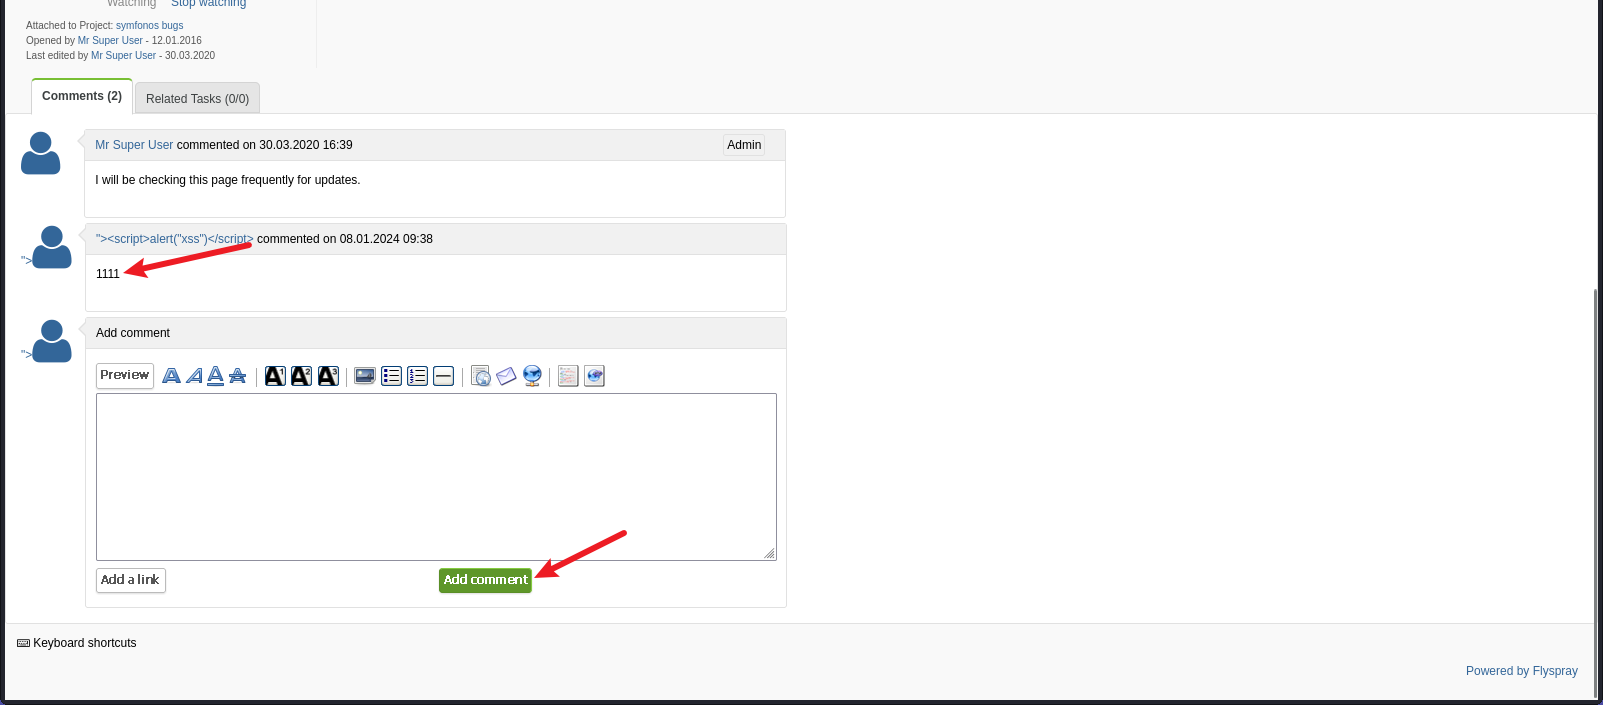 Watching Stop watching
Attached to Project: symfonos bugs
Opened by Mr Super User - 12.01.2016
Last edited by Mr Super User - 30.03.2020
Comments (2) Related Tasks (0/0)
Mr Super User commented on 30.03.2020 16:39 Admin
I will be checking this page frequently for updates.
"><script>alert("xss")</script> commented on 08.01.2024 09:38
">
1111
Add comment
">
Preview A A A A A1 A2 A3
Add a link Add comment
Keyboard shortcuts
Powered by Flyspray